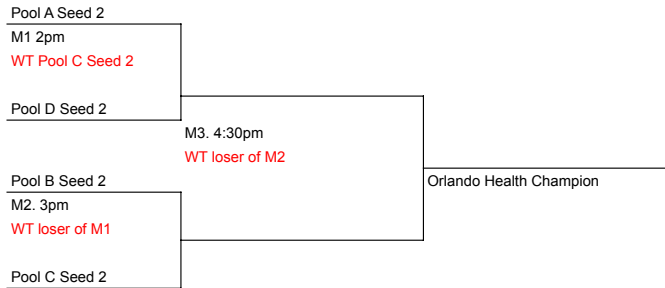 Pool A Seed 2
M1 2pm
WT Pool C Seed 2
Pool D Seed 2
M3. 4:30pm
WT loser of M2
Pool B Seed 2
Orlando Health Champion
M2. 3pm
WT loser of M1
Pool C Seed 2